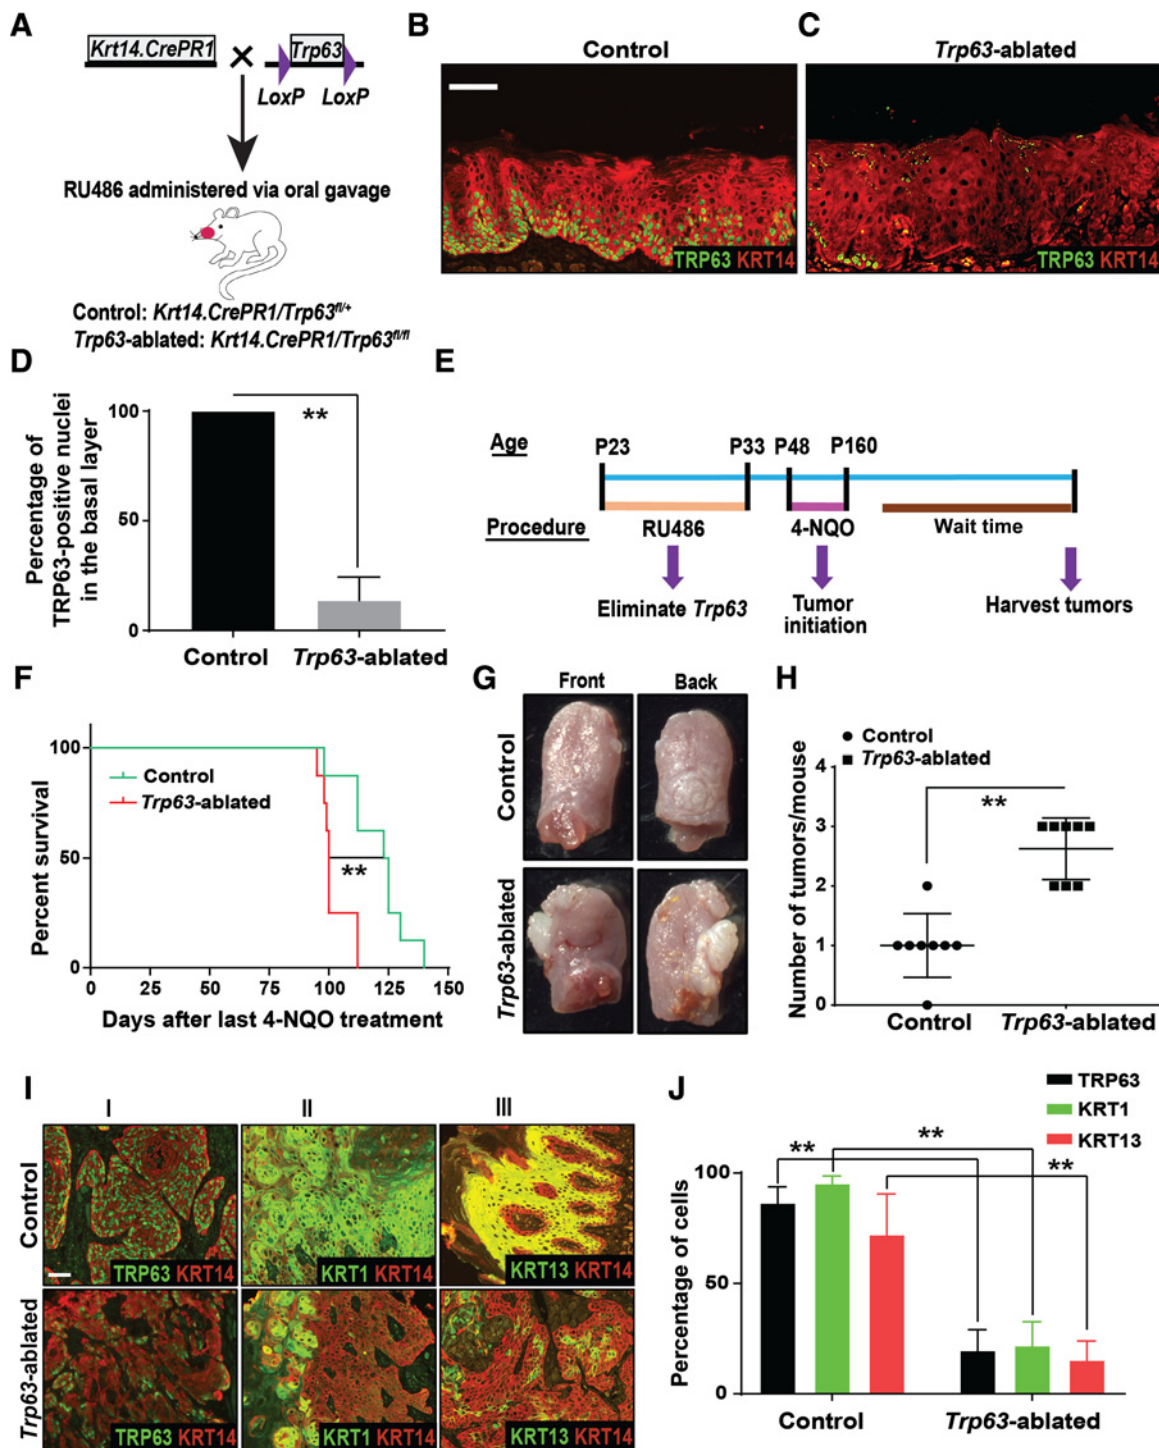 A
Krt14.CrePR1 × Trp63
LoxP LoxP
RU486 administered via oral gavage
Control: Krt14.CrePR1/Trp63fl/+
Trp63-ablated: Krt14.CrePR1/Trp63fl/fl
B
Control
TRP63 KRT14
C
Trp63-ablated
TRP63 KRT14
D
Percentage of
TRP63-positive nuclei
in the basal layer
100
50
0
**
Control Trp63-ablated
E
Age P23 P33 P48 P160
Procedure RU486 4-NQO Wait time
Eliminate Trp63
Tumor
initiation
Harvest tumors
F
Percent survival
100
50
0
Control
Trp63-ablated
**
0 25 50 75 100 125 150
Days after last 4-NQO treatment
G
Front Back
Control
Trp63-ablated
H
Control
Trp63-ablated
Number of tumors/mouse
4
3
2
1
0
**
Control Trp63-ablated
I
I II III
Control
TRP63 KRT14 KRT1 KRT14 KRT13 KRT14
Trp63-ablated
TRP63 KRT14 KRT1 KRT14 KRT13 KRT14
J
TRP63
KRT1
KRT13
Percentage of cells
100
50
0
** ** **
Control Trp63-ablated